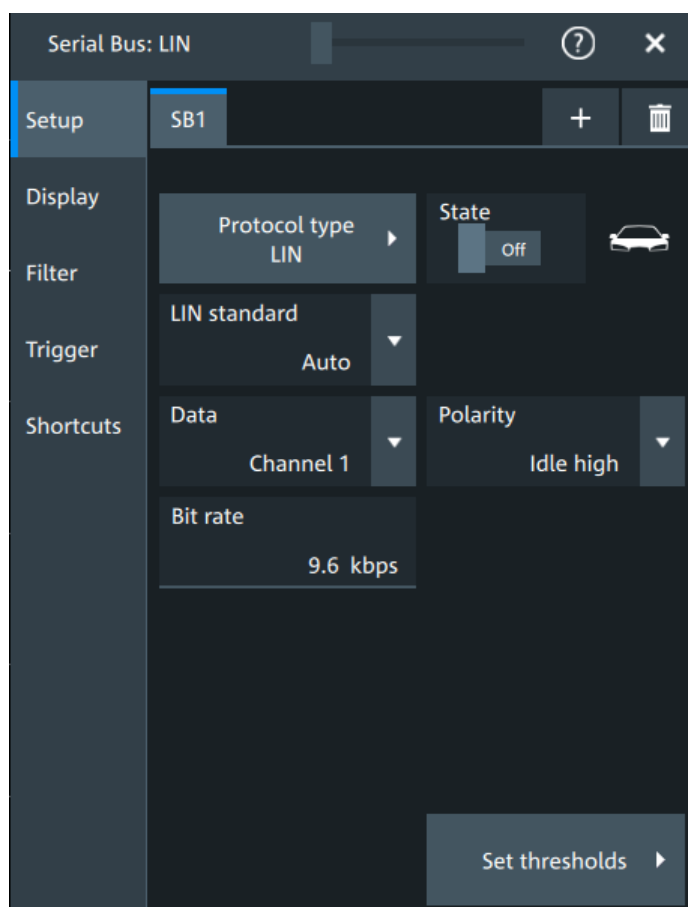 Serial Bus: LIN
?
Setup
SB1
+
Display
Protocol type
LIN
State
Off
Filter
LIN standard
Auto
Trigger
Shortcuts
Data
Channel 1
Polarity
Idle high
Bit rate
9.6 kbps
Set thresholds